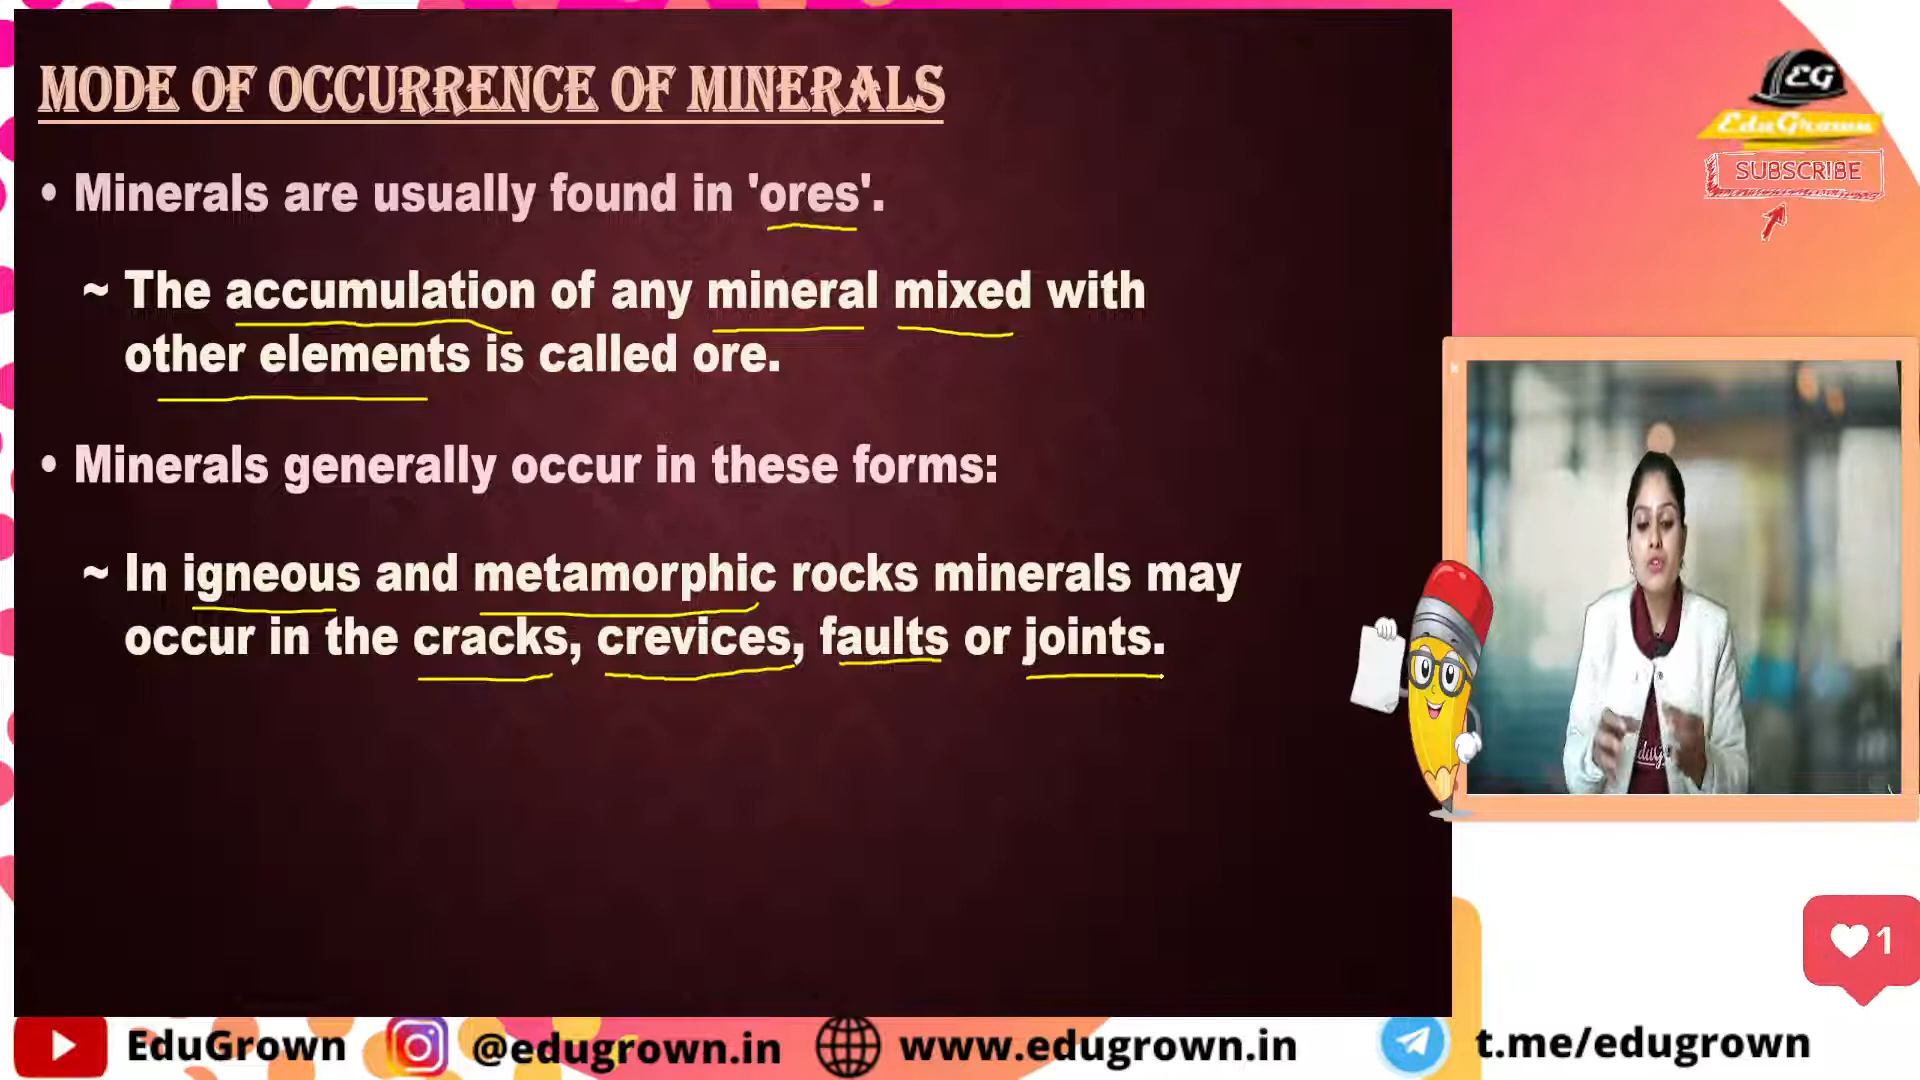 MODE OF OCCURRENCE OF MINERALS
• Minerals are usually found in 'ores'.
~ The accumulation of any mineral mixed with
other elements is called ore.
• Minerals generally occur in these forms:
~ In igneous and metamorphic rocks minerals may
occur in the cracks, crevices, faults or joints.
EG
EduGrown
SUBSCRIBE
1
EduGrown
@edugrown.in
www.edugrown.in
t.me/edugrown